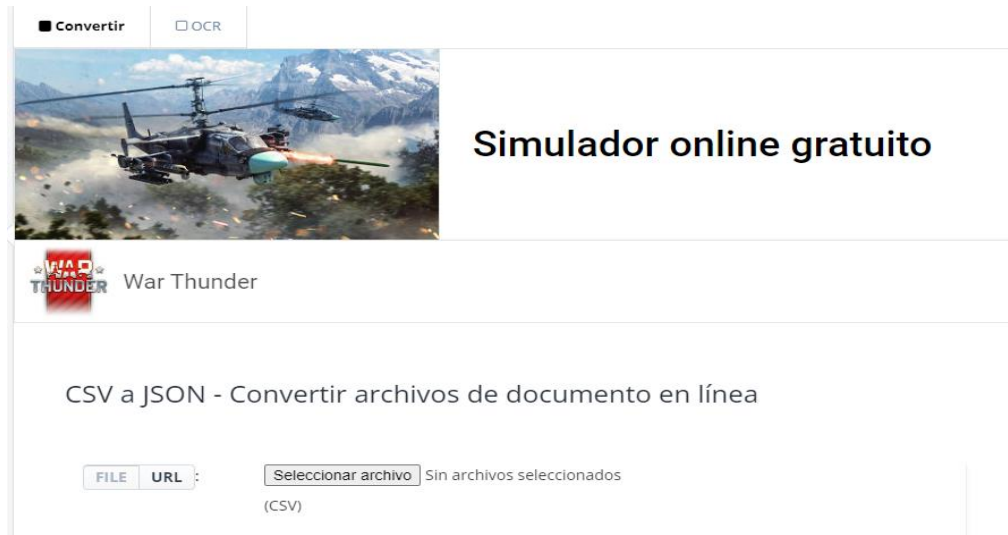 Convertir
OCR
Simulador online gratuito
WAR THUNDER
War Thunder
CSV a JSON - Convertir archivos de documento en línea
FILE URL : Seleccionar archivo Sin archivos seleccionados
(CSV)